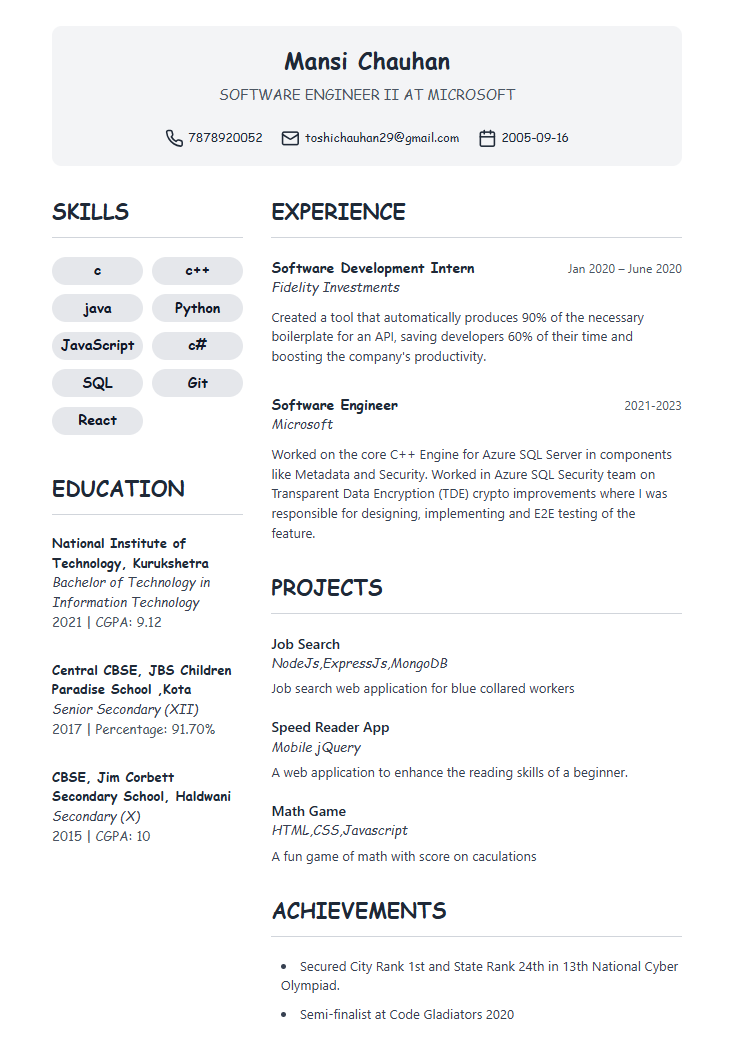 Mansi Chauhan
SOFTWARE ENGINEER II AT MICROSOFT
7878920052 toshichauhan29@gmail.com 2005-09-16
SKILLS
c c++
java Python
JavaScript c#
SQL Git
React
EDUCATION
National Institute of
Technology, Kurukshetra
Bachelor of Technology in
Information Technology
2021 | CGPA: 9.12
Central CBSE, JBS Children
Paradise School ,Kota
Senior Secondary (XII)
2017 | Percentage: 91.70%
CBSE, Jim Corbett
Secondary School, Haldwani
Secondary (X)
2015 | CGPA: 10
EXPERIENCE
Software Development Intern Jan 2020 – June 2020
Fidelity Investments
Created a tool that automatically produces 90% of the necessary
boilerplate for an API, saving developers 60% of their time and
boosting the company's productivity.
Software Engineer 2021-2023
Microsoft
Worked on the core C++ Engine for Azure SQL Server in components
like Metadata and Security. Worked in Azure SQL Security team on
Transparent Data Encryption (TDE) crypto improvements where I was
responsible for designing, implementing and E2E testing of the
feature.
PROJECTS
Job Search
NodeJs,ExpressJs,MongoDB
Job search web application for blue collared workers
Speed Reader App
Mobile jQuery
A web application to enhance the reading skills of a beginner.
Math Game
HTML,CSS,Javascript
A fun game of math with score on caculations
ACHIEVEMENTS
• Secured City Rank 1st and State Rank 24th in 13th National Cyber
Olympiad.
• Semi-finalist at Code Gladiators 2020